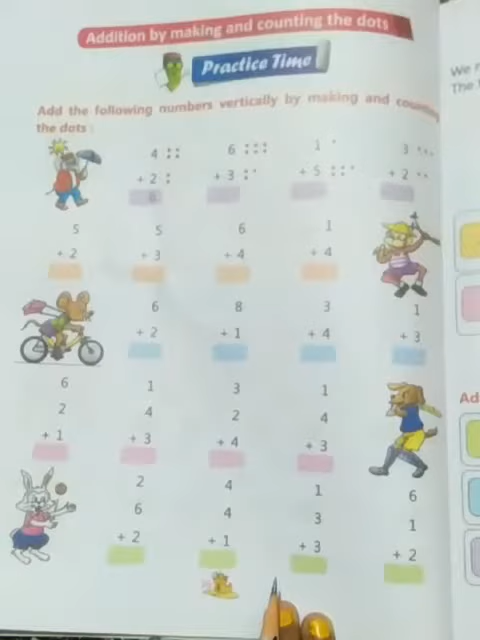 Addition by making and counting the dots
Practice Time
Add the following numbers vertically by making and counting
the dots :
4 6 1 3
+ 2 + 3 + 5 + 2
6
5 5 6 1
+ 2 + 3 + 4 + 4
6 8 3 1
+ 2 + 1 + 4 + 3
6 1 3 1
2 4 2 4
+ 1 + 3 + 4 + 3
2 4 1 6
6 4 3 1
+ 2 + 1 + 3 + 2
We
The
Ad